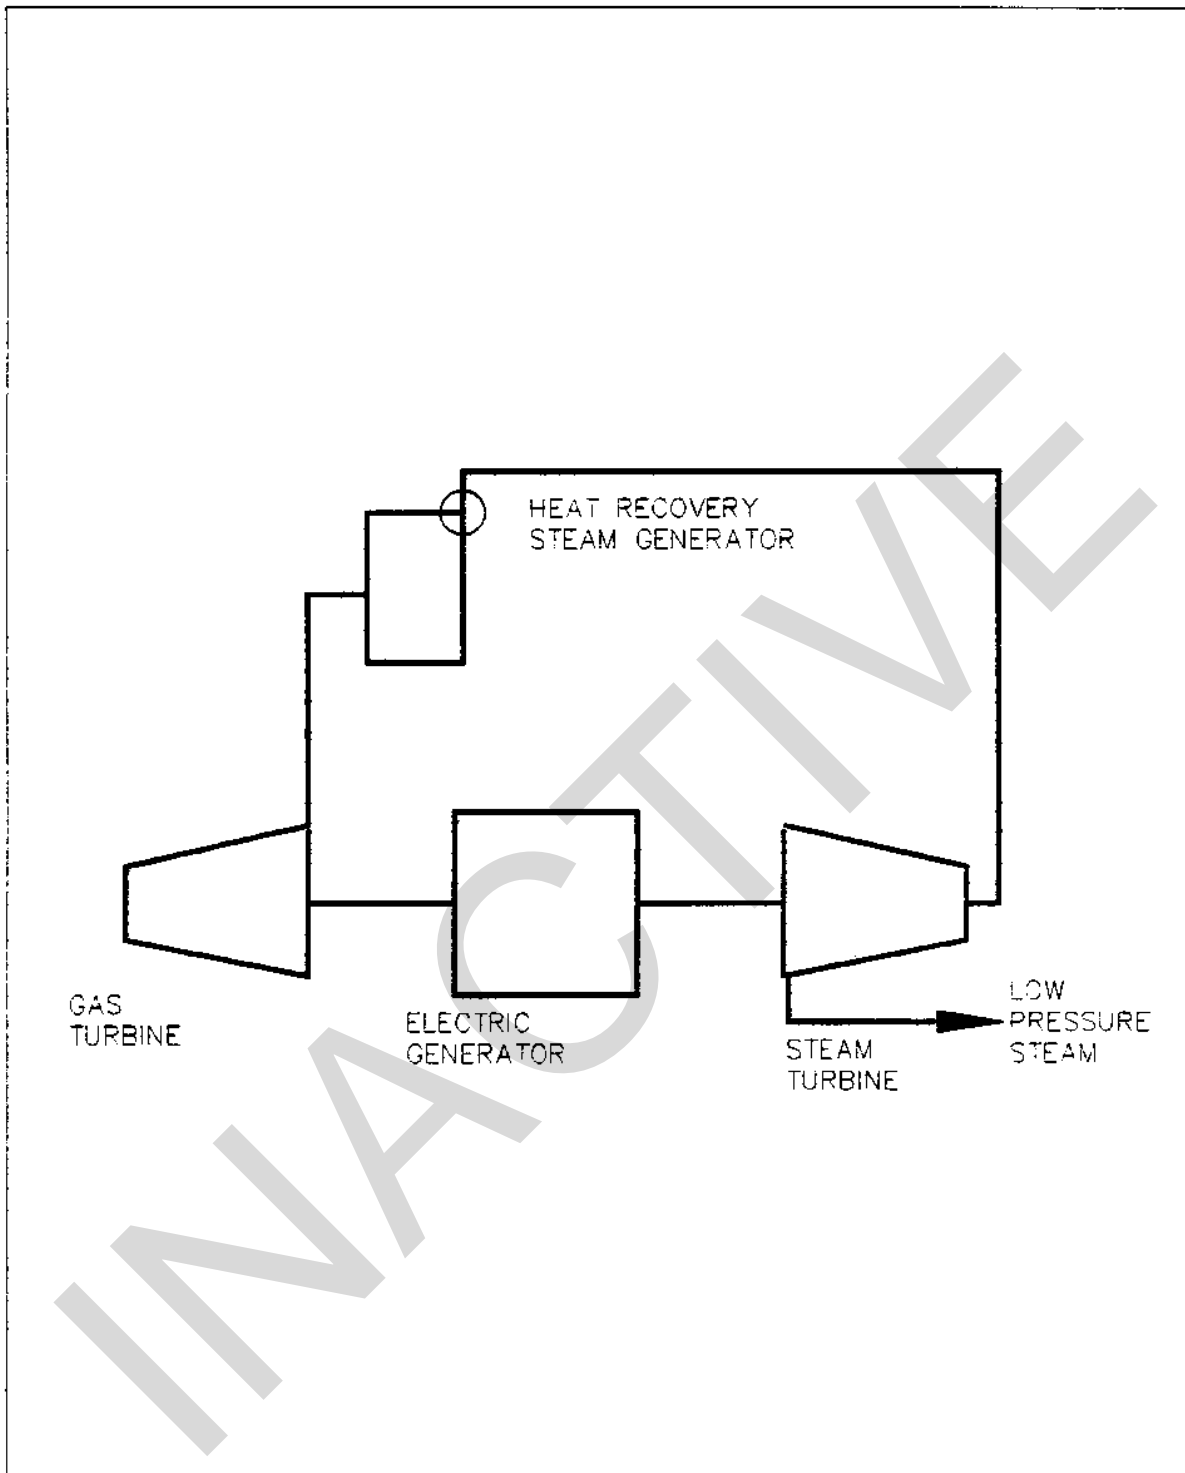 HEAT RECOVERY
STEAM GENERATOR
GAS
TURBINE
ELECTRIC
GENERATOR
STEAM
TURBINE
LOW
PRESSURE
STEAM
INACTIVE